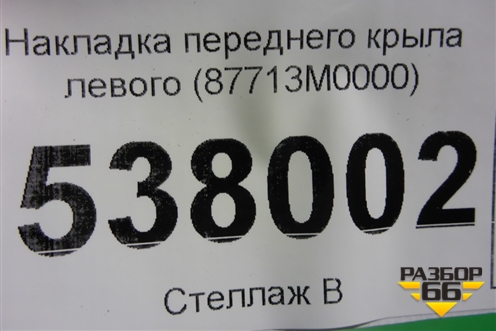 Накладка переднего крыла
левого (87713M0000)
538002
Стеллаж В
РАЗБОР
66